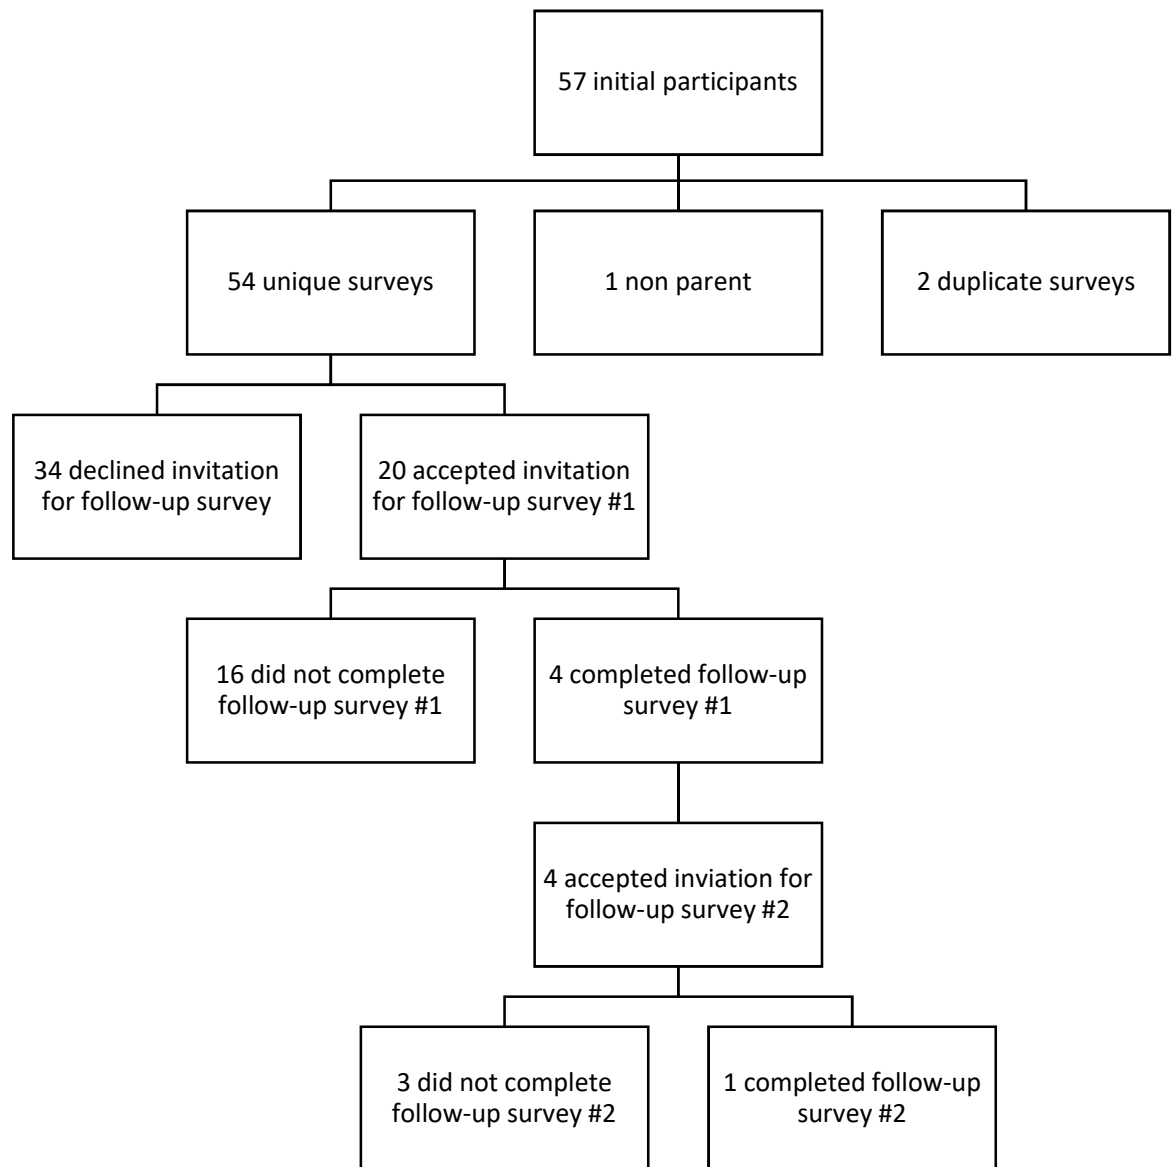 57 initial participants
54 unique surveys
1 non parent
2 duplicate surveys
34 declined invitation
for follow-up survey
20 accepted invitation
for follow-up survey #1
16 did not complete
follow-up survey #1
4 completed follow-up
survey #1
4 accepted inviation for
follow-up survey #2
3 did not complete
follow-up survey #2
1 completed follow-up
survey #2